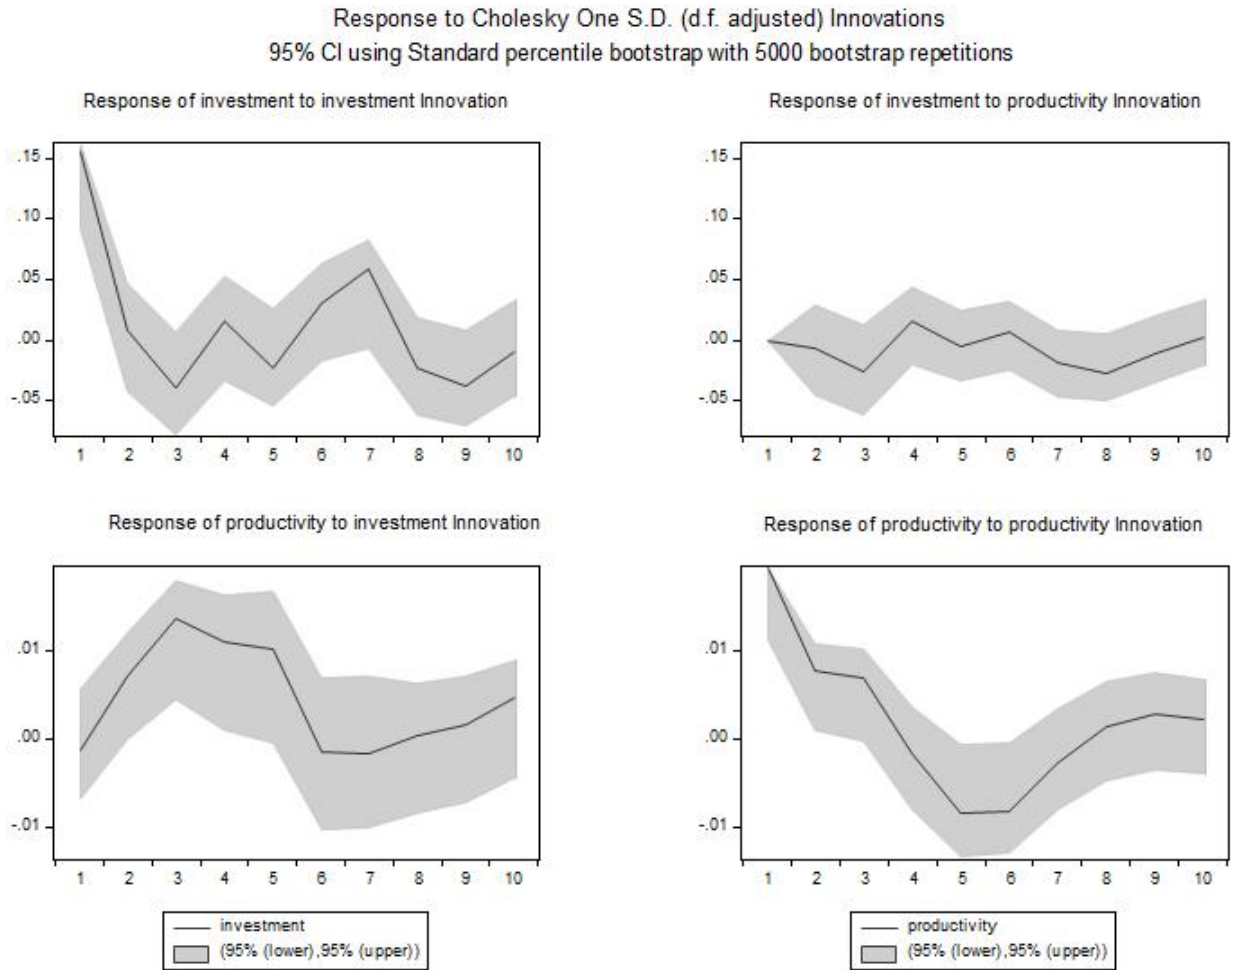 Response to Cholesky One S.D. (d.f. adjusted) Innovations
95% CI using Standard percentile bootstrap with 5000 bootstrap repetitions
Response of investment to investment Innovation
.15
.10
.05
.00
-.05
1 2 3 4 5 6 7 8 9 10
Response of investment to productivity Innovation
.15
.10
.05
.00
-.05
1 2 3 4 5 6 7 8 9 10
Response of productivity to investment Innovation
.01
.00
-.01
1 2 3 4 5 6 7 8 9 10
investment
(95% (lower),95% (upper))
Response of productivity to productivity Innovation
.01
.00
-.01
1 2 3 4 5 6 7 8 9 10
productivity
(95% (lower),95% (upper))